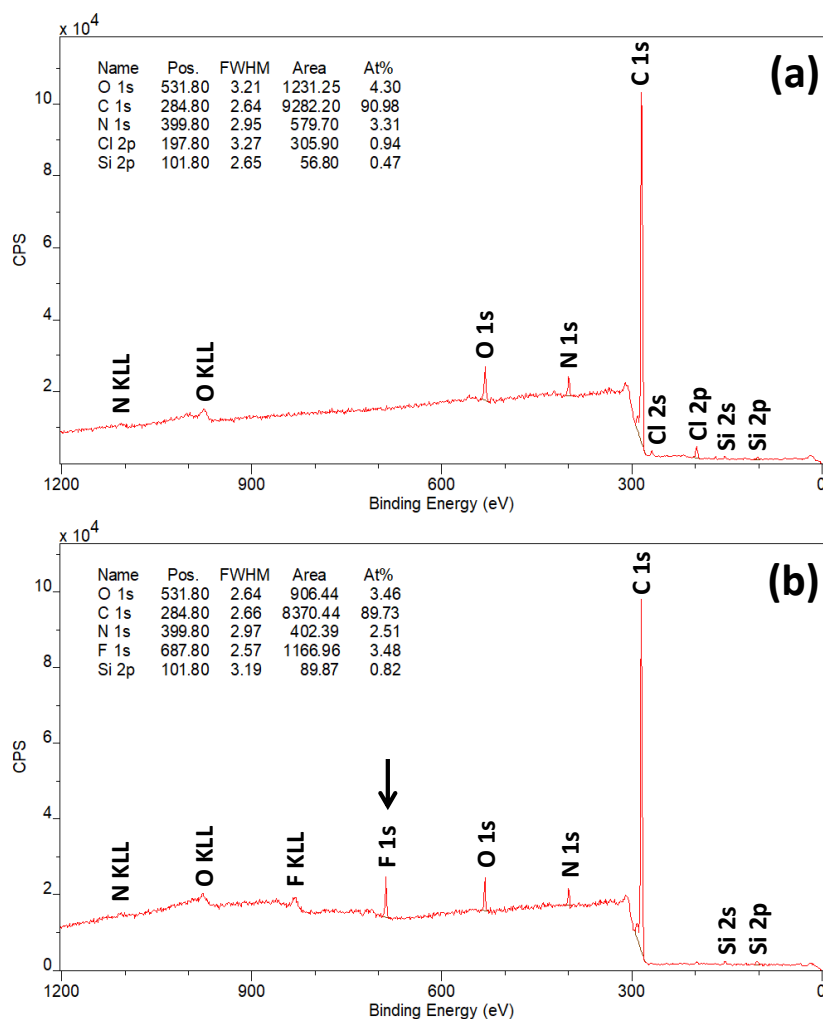 x 10⁴
(a)
Name Pos. FWHM Area At%
O 1s 531.80 3.21 1231.25 4.30
C 1s 284.80 2.64 9282.20 90.98
N 1s 399.80 2.95 579.70 3.31
Cl 2p 197.80 3.27 305.90 0.94
Si 2p 101.80 2.65 56.80 0.47
C 1s
10
8
6
4
2
CPS
N KLL
O KLL
O 1s
N 1s
Cl 2s
Cl 2p
Si 2s
Si 2p
1200 900 600 300 0
Binding Energy (eV)
x 10⁴
(b)
Name Pos. FWHM Area At%
O 1s 531.80 2.64 906.44 3.46
C 1s 284.80 2.66 8370.44 89.73
N 1s 399.80 2.97 402.39 2.51
F 1s 687.80 2.57 1166.96 3.48
Si 2p 101.80 3.19 89.87 0.82
C 1s
10
8
6
4
2
0
CPS
N KLL
O KLL
F KLL
F 1s
O 1s
N 1s
Si 2s
Si 2p
1200 900 600 300 0
Binding Energy (eV)